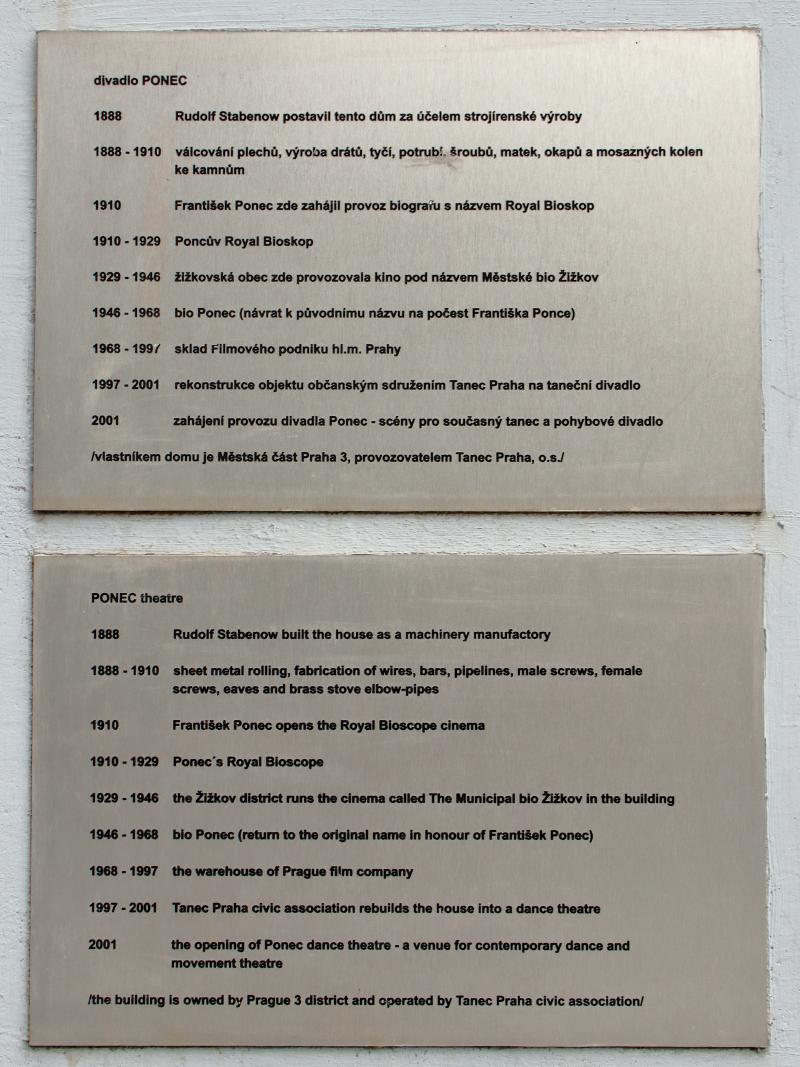 divadlo PONEC
1888 Rudolf Stabenow postavil tento dům za účelem strojírenské výroby
1888 - 1910 válcování plechů, výroba drátů, tyčí, potrubí, šroubů, matek, okapů a mosazných kolen
ke kamnům
1910 František Ponec zde zahájil provoz biografu s názvem Royal Bioskop
1910 - 1929 Poncův Royal Bioskop
1929 - 1946 žižkovská obec zde provozovala kino pod názvem Městské bio Žižkov
1946 - 1968 bio Ponec (návrat k původnímu názvu na počest Františka Ponce)
1968 - 1997 sklad Filmového podniku hl.m. Prahy
1997 - 2001 rekonstrukce objektu občanským sdružením Tanec Praha na taneční divadlo
2001 zahájení provozu divadla Ponec - scény pro současný tanec a pohybové divadlo
/vlastníkem domu je Městská část Praha 3, provozovatelem Tanec Praha, o.s./
PONEC theatre
1888 Rudolf Stabenow built the house as a machinery manufactory
1888 - 1910 sheet metal rolling, fabrication of wires, bars, pipelines, male screws, female
screws, eaves and brass stove elbow-pipes
1910 František Ponec opens the Royal Bioscope cinema
1910 - 1929 Ponec´s Royal Bioscope
1929 - 1946 the Žižkov district runs the cinema called The Municipal bio Žižkov in the building
1946 - 1968 bio Ponec (return to the original name in honour of František Ponec)
1968 - 1997 the warehouse of Prague film company
1997 - 2001 Tanec Praha civic association rebuilds the house into a dance theatre
2001 the opening of Ponec dance theatre - a venue for contemporary dance and
movement theatre
/the building is owned by Prague 3 district and operated by Tanec Praha civic association/